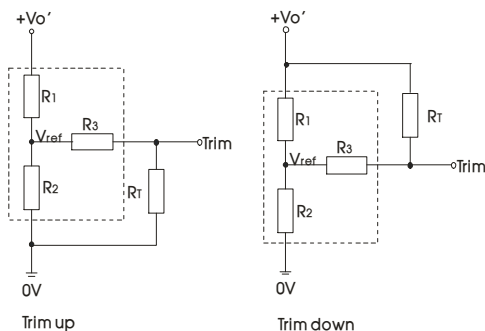 +Vo'
R1
Vref
R3
Trim
R2
RT
0V
Trim up
+Vo'
R1
RT
Vref
R3
Trim
R2
0V
Trim down